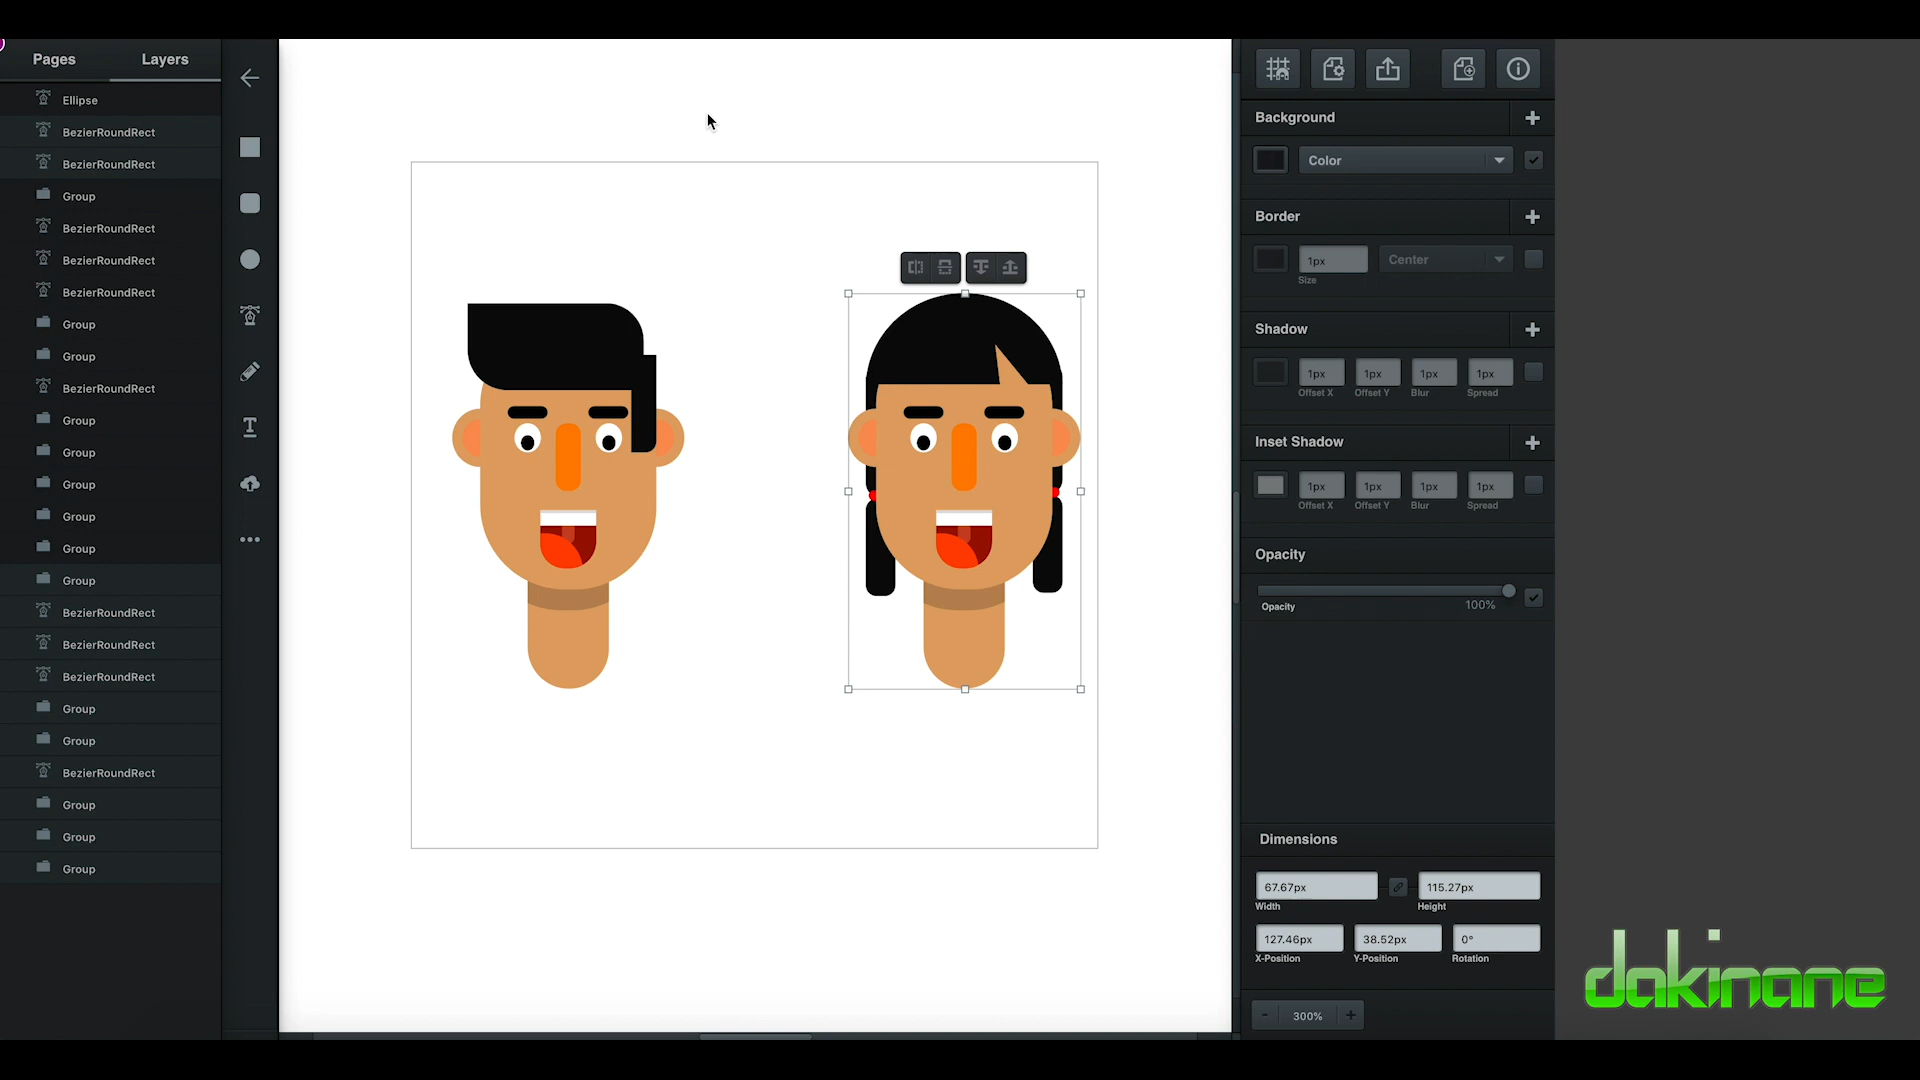 Pages Layers
Ellipse
BezierRoundRect
BezierRoundRect
Group
BezierRoundRect
BezierRoundRect
BezierRoundRect
Group
Group
BezierRoundRect
Group
Group
Group
Group
Group
Group
BezierRoundRect
BezierRoundRect
BezierRoundRect
Group
Group
BezierRoundRect
Group
Group
Group
Background
Color
Border
1px Center
Size
Shadow
1px 1px 1px 1px
Offset X Offset Y Blur Spread
Inset Shadow
1px 1px 1px 1px
Offset X Offset Y Blur Spread
Opacity
Opacity 100%
Dimensions
67.67px 115.27px
Width Height
127.46px 38.52px 0°
X-Position Y-Position Rotation
- 300% +
dakinane